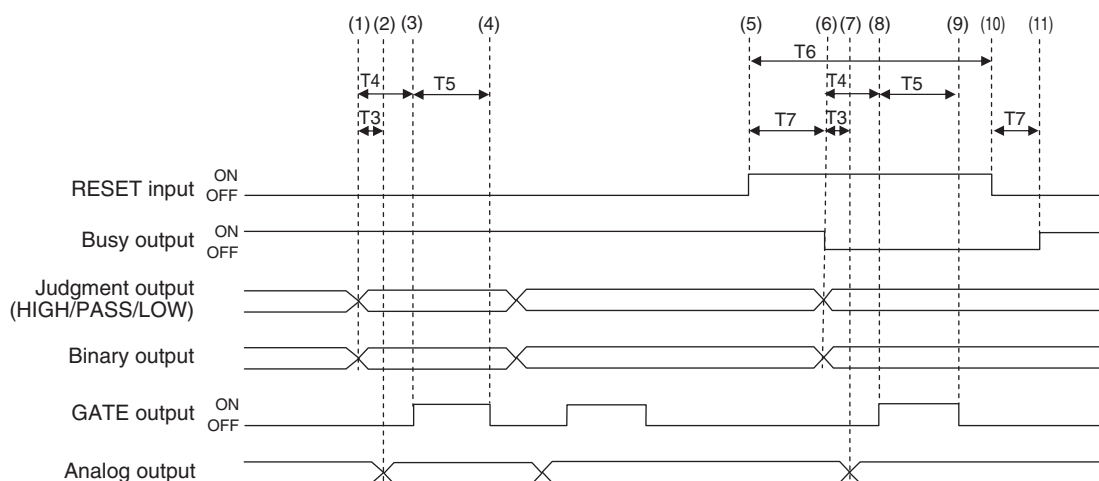 (1) (2) (3) (4) (5) (6) (7) (8) (9) (10) (11)
T6
T4 T5 T4 T5
T3 T7 T3 T7
RESET input ON
OFF
Busy output ON
OFF
Judgment output
(HIGH/PASS/LOW)
Binary output
GATE output ON
OFF
Analog output